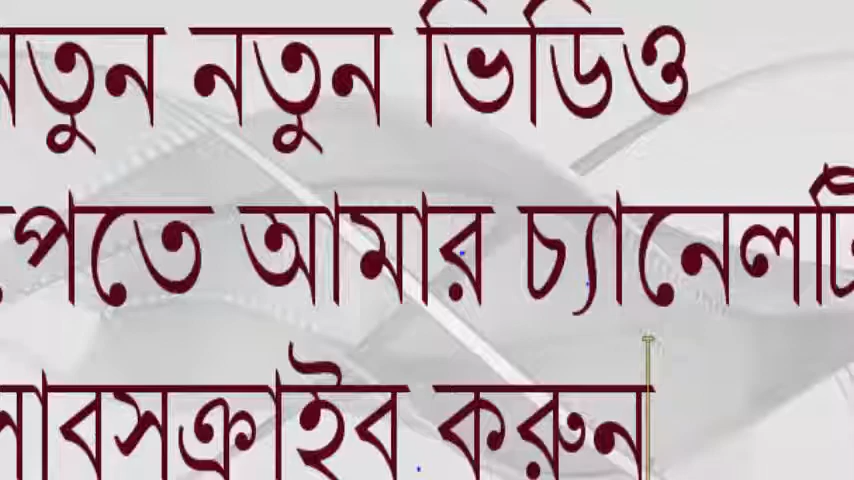 নতুন নতুন ভিডিও
পেতে আমার চ্যানেলটি
সাবসক্রাইব করুন